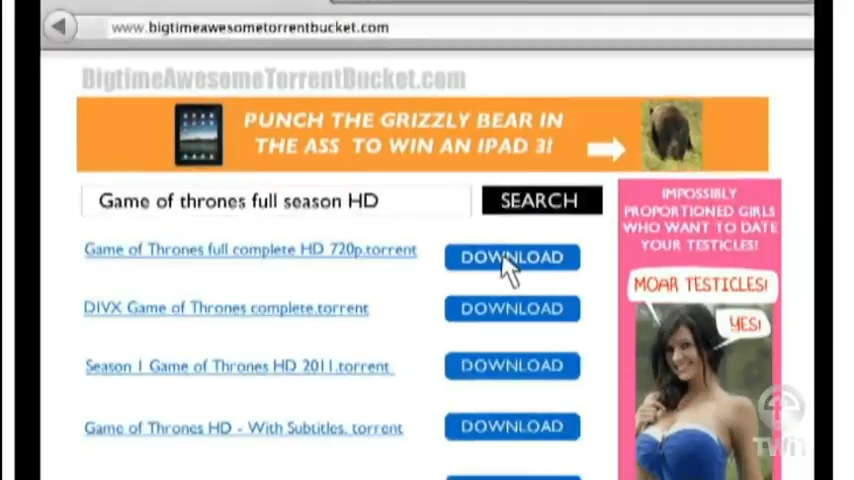 www.bigtimeawesometorrentbucket.com
BigtimeAwesomeTorrentBucket.com
PUNCH THE GRIZZLY BEAR IN
THE ASS TO WIN AN IPAD 3!
Game of thrones full season HD
SEARCH
Game of Thrones full complete HD 720p.torrent
DOWNLOAD
DIVX Game of Thrones complete.torrent
DOWNLOAD
Season 1 Game of Thrones HD 2011.torrent
DOWNLOAD
Game of Thrones HD - With Subtitles. torrent
DOWNLOAD
IMPOSSIBLY
PROPORTIONED GIRLS
WHO WANT TO DATE
YOUR TESTICLES!
MOAR TESTICLES!
YES!
TWiT